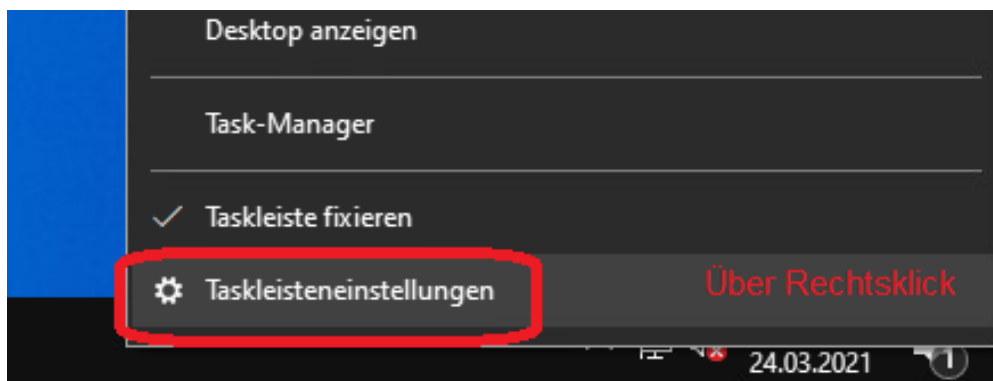 Desktop anzeigen
Task-Manager
Taskleiste fixieren
Taskleisteneinstellungen Über Rechtsklick
24.03.2021 1